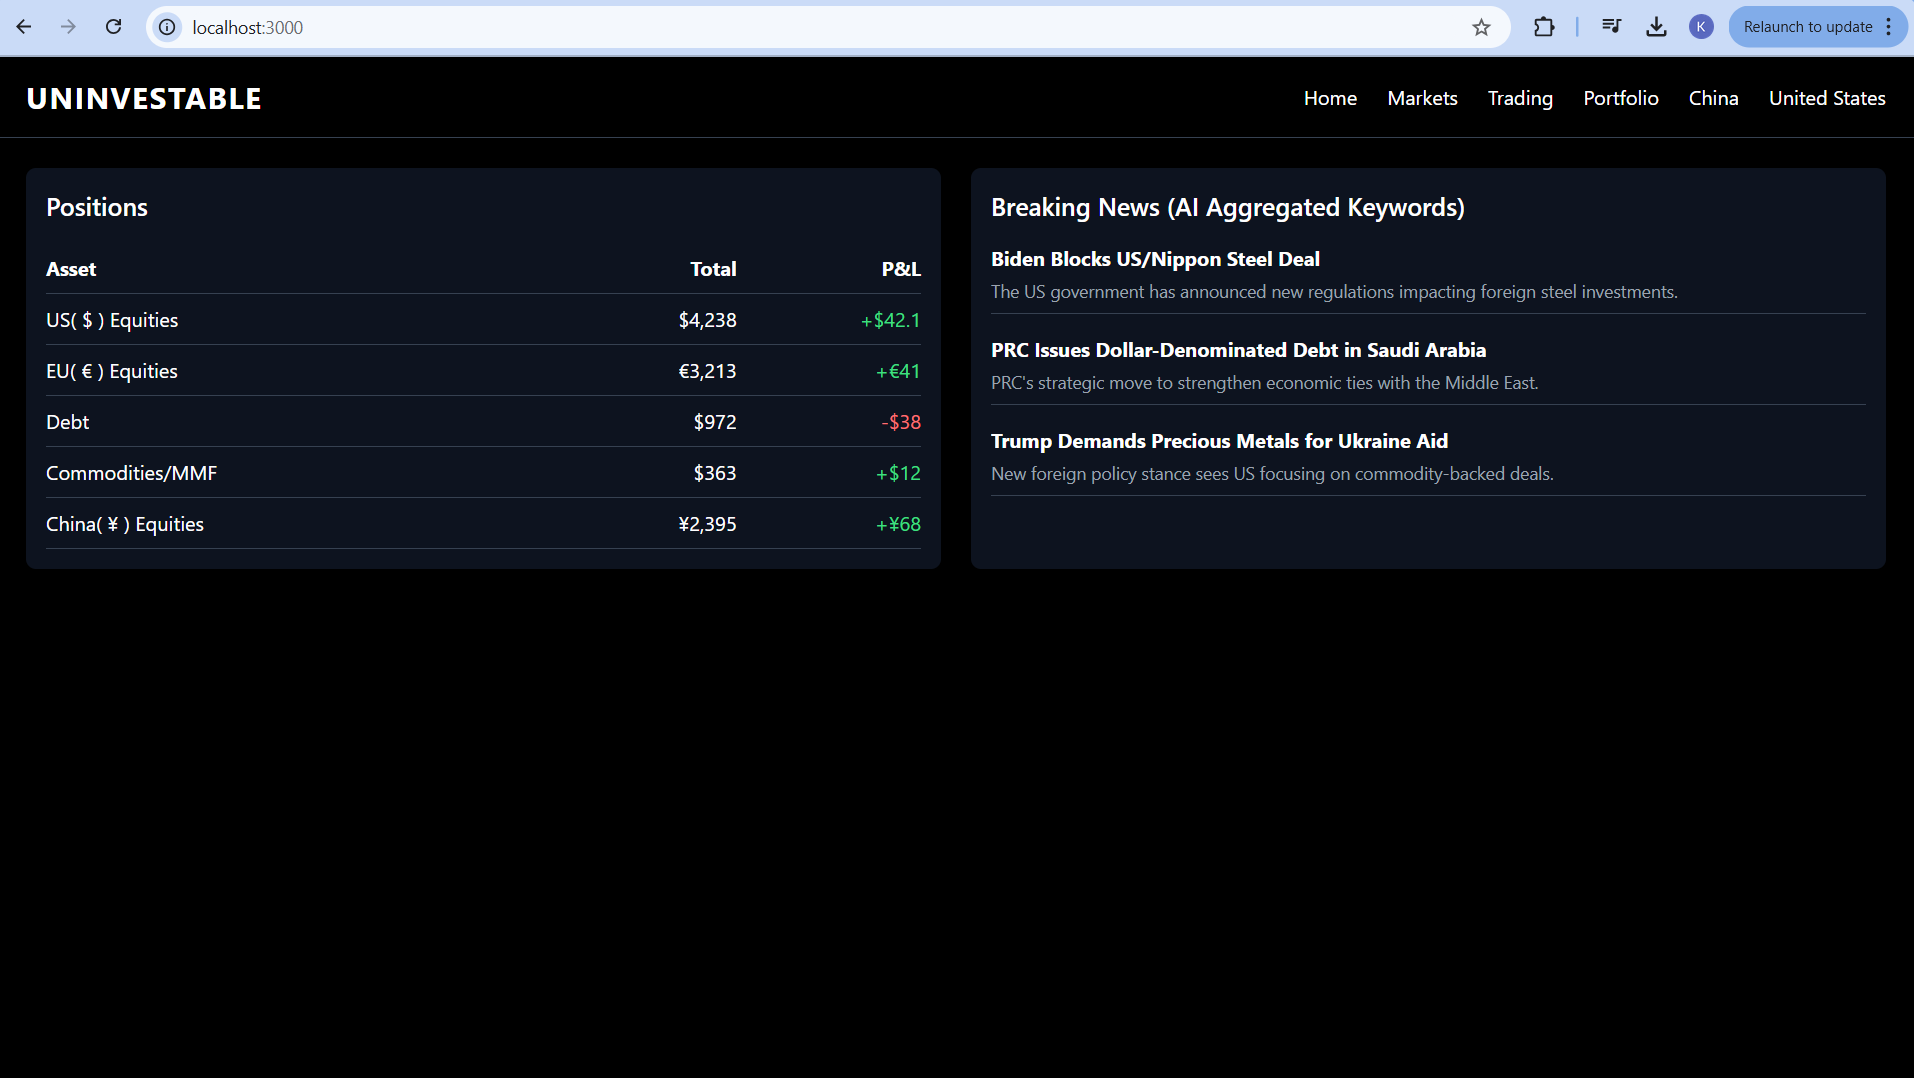 localhost:3000
K
Relaunch to update
UNINVESTABLE
Home Markets Trading Portfolio China United States
Positions
Asset Total P&L
US( $ ) Equities $4,238 +$42.1
EU( € ) Equities €3,213 +€41
Debt $972 -$38
Commodities/MMF $363 +$12
China( ¥ ) Equities ¥2,395 +¥68
Breaking News (AI Aggregated Keywords)
Biden Blocks US/Nippon Steel Deal
The US government has announced new regulations impacting foreign steel investments.
PRC Issues Dollar-Denominated Debt in Saudi Arabia
PRC's strategic move to strengthen economic ties with the Middle East.
Trump Demands Precious Metals for Ukraine Aid
New foreign policy stance sees US focusing on commodity-backed deals.